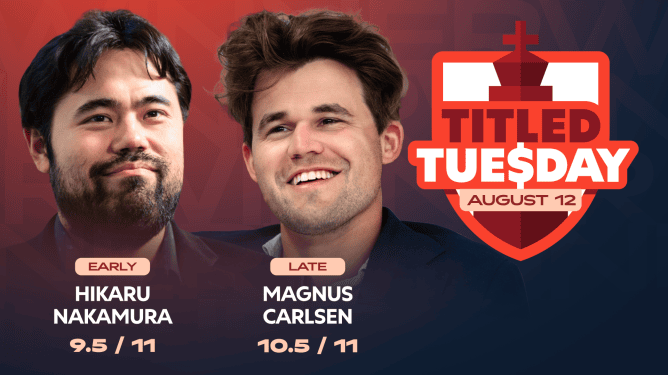 EARLY
HIKARU
NAKAMURA
9.5 / 11
LATE
MAGNUS
CARLSEN
10.5 / 11
TITLED
TUE$DAY
AUGUST 12